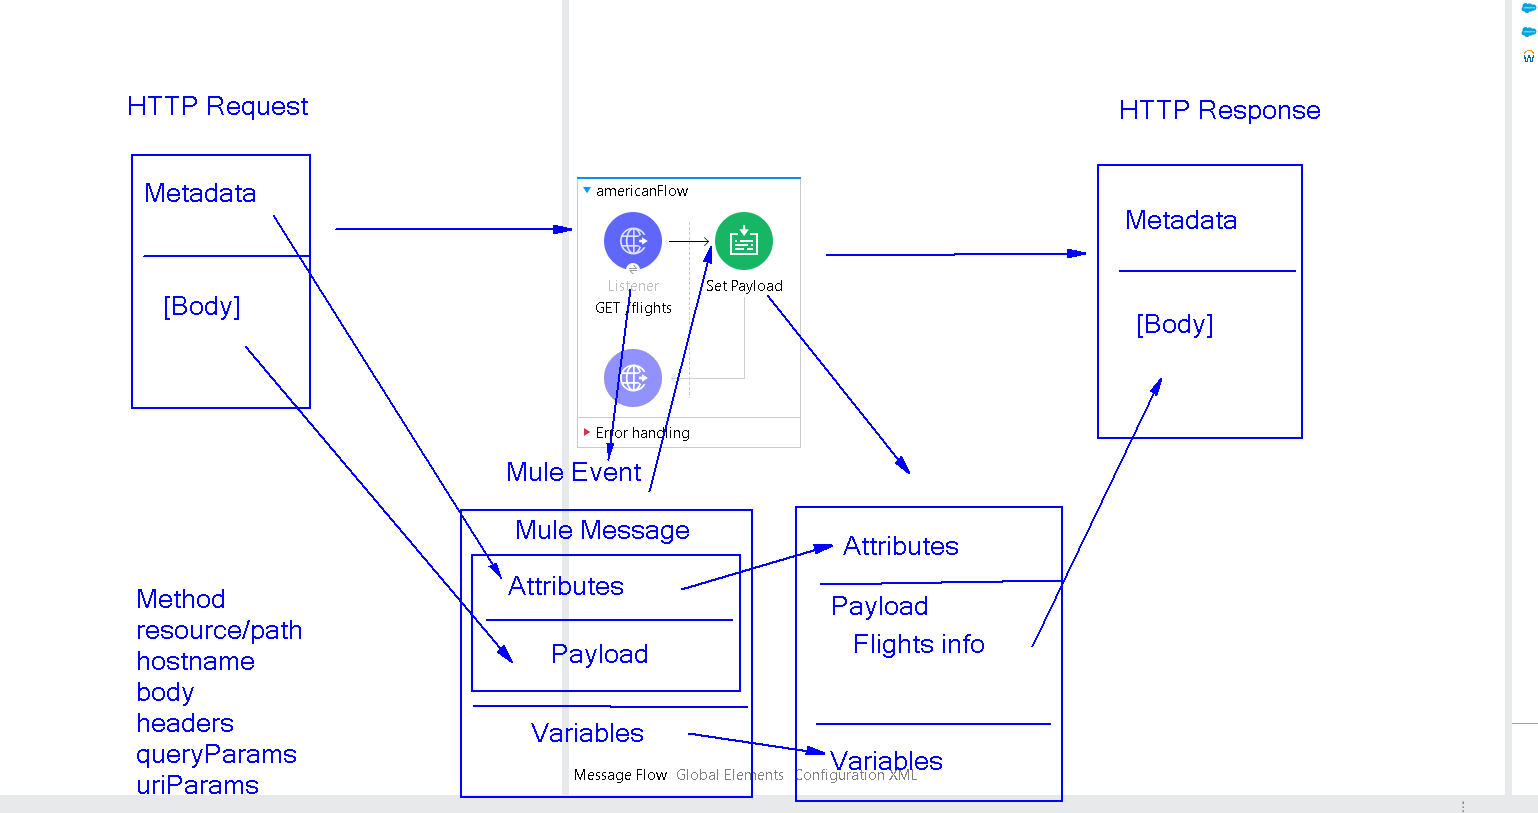 HTTP Request
Metadata
[Body]
Method
resource/path
hostname
body
headers
queryParams
uriParams
americanFlow
Listener
GET /flights
Set Payload
Error handling
Mule Event
Mule Message
Attributes
Payload
Variables
Attributes
Payload
Flights info
Variables
HTTP Response
Metadata
[Body]
Message Flow Global Elements Configuration XML